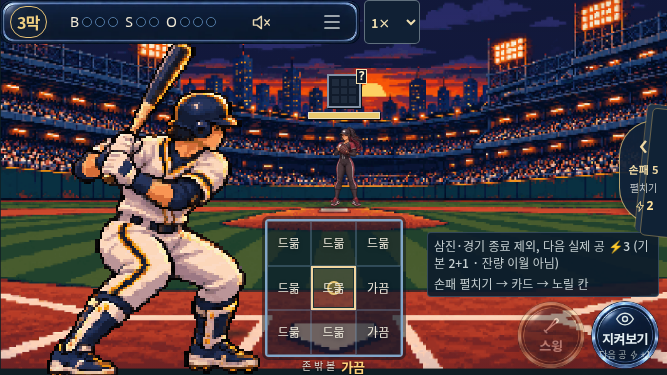 3막 B S O 1×
?
손패 5
펼치기
⚡2
드묾 드묾 드묾
드묾 드묾 가끔
드묾 드묾 가끔
존 밖 볼 가끔
삼진·경기 종료 제외, 다음 실제 공 ⚡3 (기
본 2+1 · 잔량 이월 아님)
손패 펼치기 → 카드 → 노릴 칸
스윙
지켜보기
다음 공 ⚡